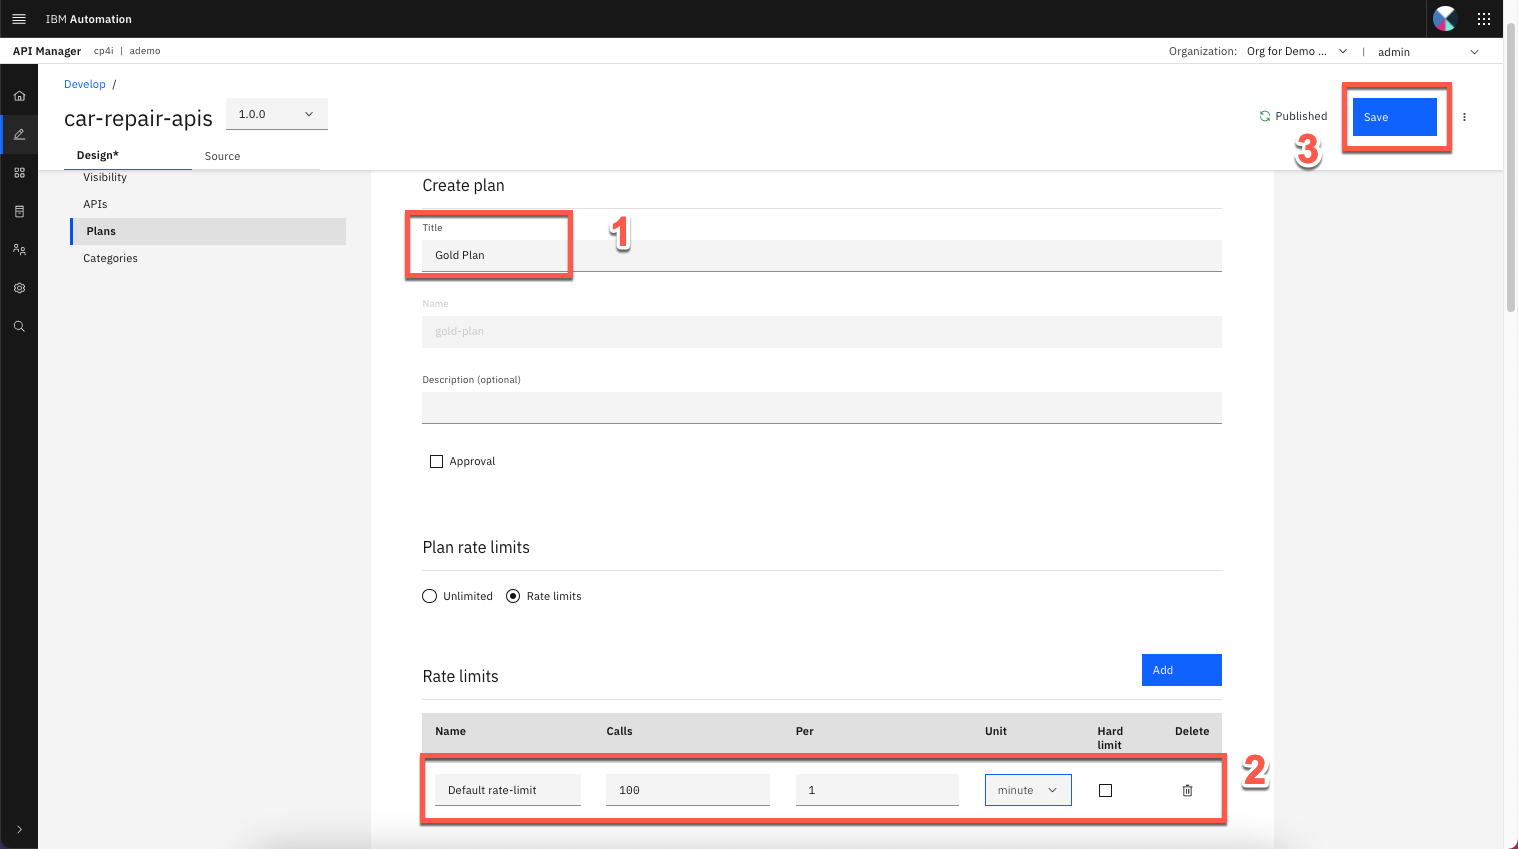 IBM Automation
API Manager cp4i | ademo Organization: Org for Demo ... | admin
Develop /
car-repair-apis 1.0.0 Published Save
3
Design* Source
Visibility
APIs
Plans
Categories
Create plan
1
Title
Gold Plan
Name
gold-plan
Description (optional)
Approval
Plan rate limits
Unlimited Rate limits
Rate limits Add
Name Calls Per Unit Hard limit Delete
2
Default rate-limit 100 1 minute